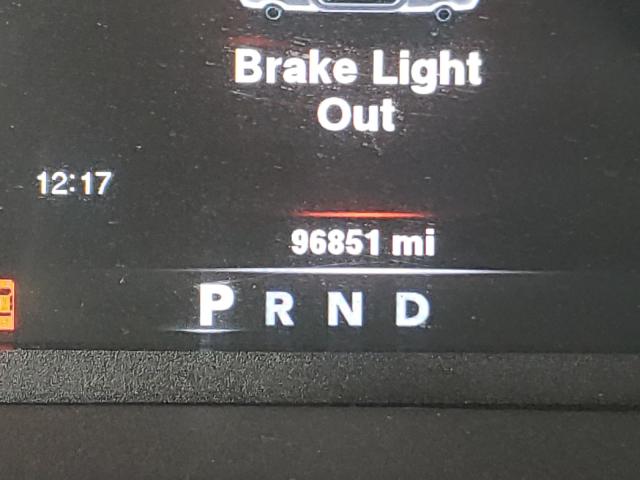 Brake Light
Out
12:17
96851 mi
P R N D